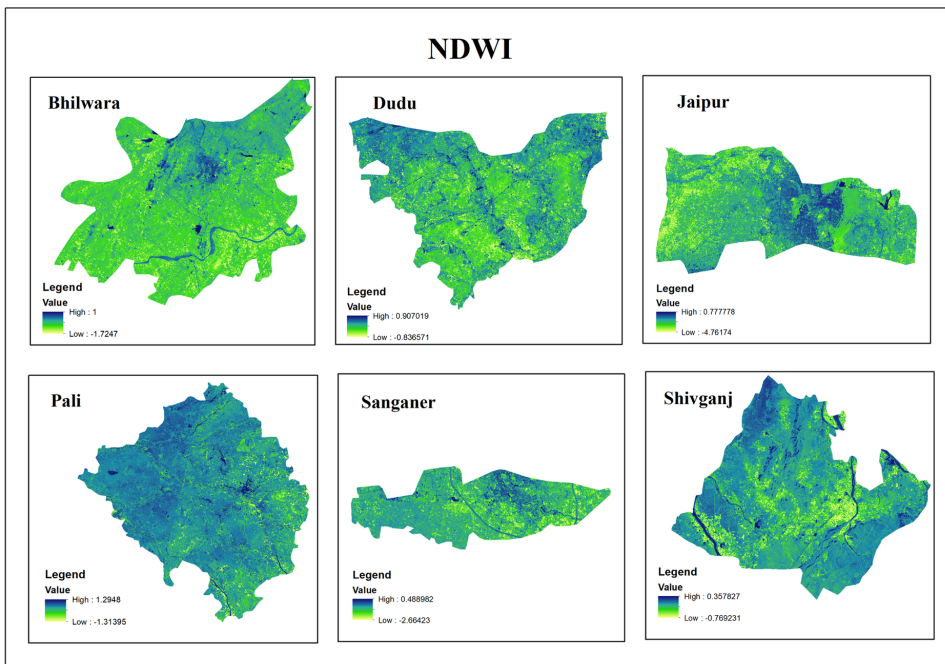 NDWI
Bhilwara
Legend
Value
High : 1
Low : -1.7247
Dudu
Legend
Value
High : 0.907019
Low : -0.836571
Jaipur
Legend
Value
High : 0.777778
Low : -4.76174
Pali
Legend
Value
High : 1.2948
Low : -1.31395
Sanganer
Legend
Value
High : 0.488982
Low : -2.66423
Shivganj
Legend
Value
High : 0.357827
Low : -0.769231